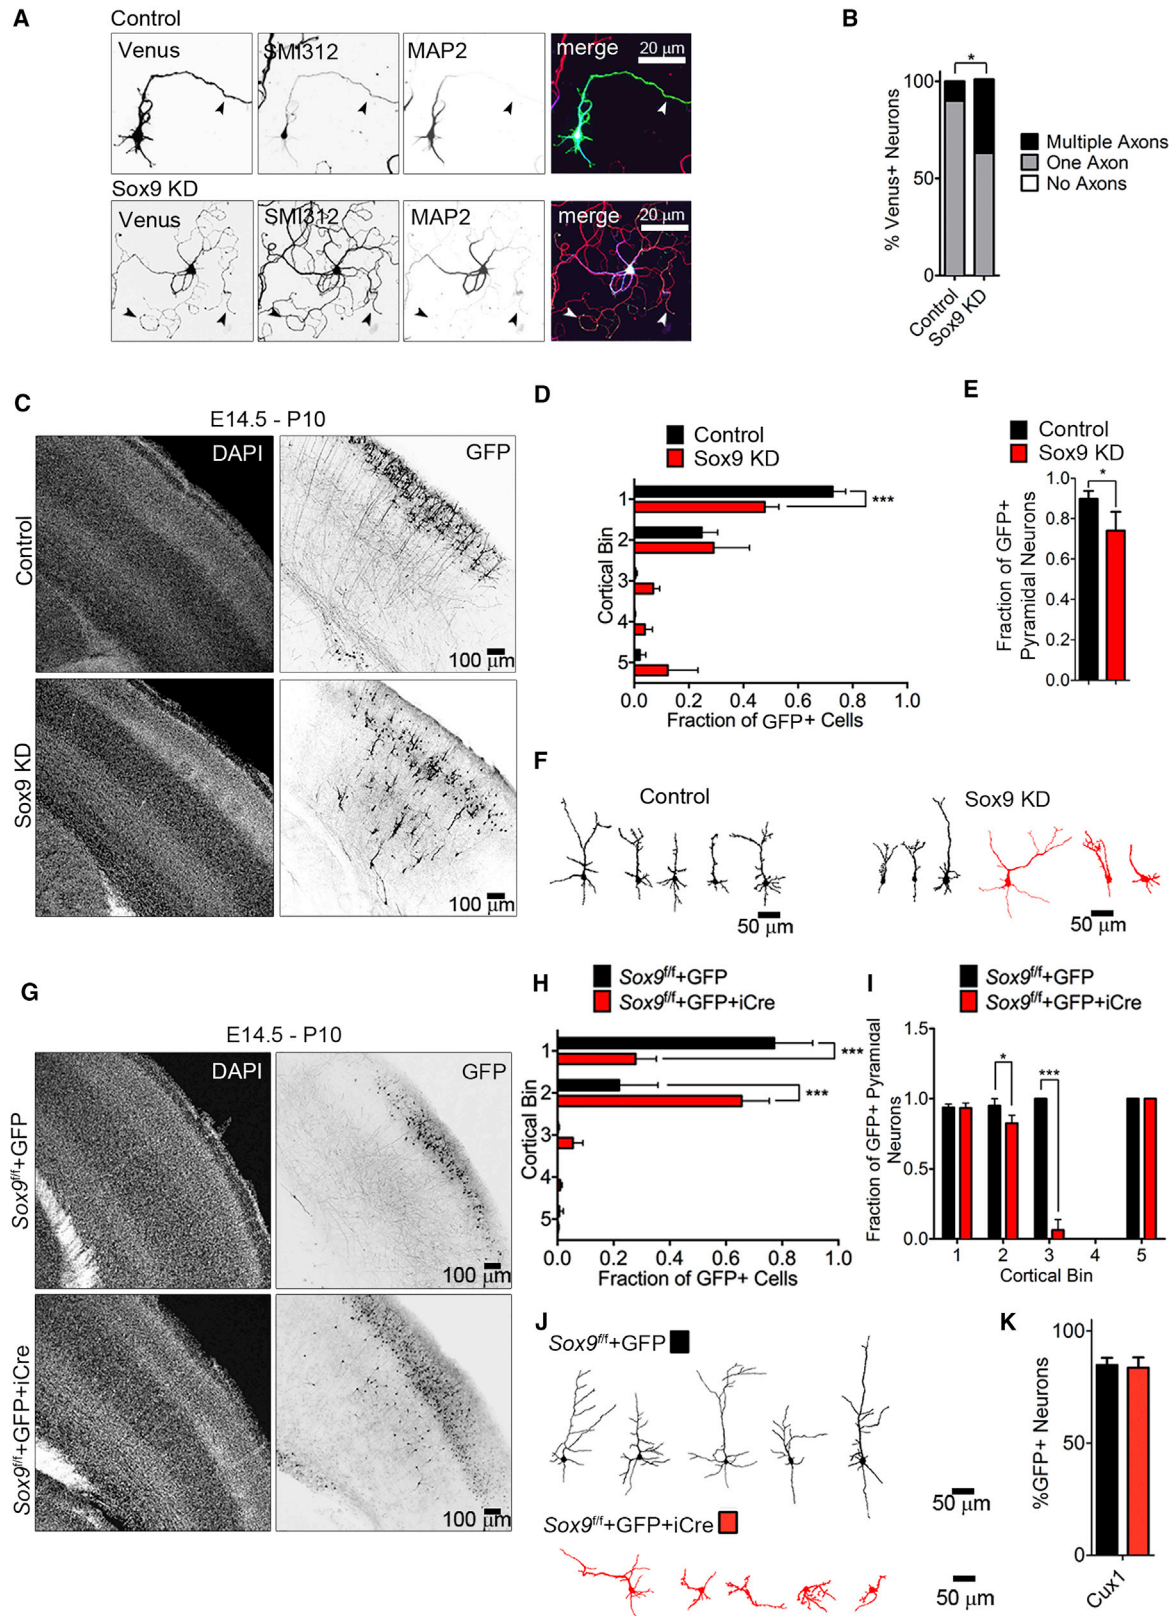 A
Control
Venus
SMI312
MAP2
merge
20 µm
Sox9 KD
Venus
SMI312
MAP2
merge
20 µm
B
*
100
50
0
% Venus+ Neurons
Control
Sox9 KD
Multiple Axons
One Axon
No Axons
C
E14.5 - P10
DAPI
GFP
Control
100 µm
Sox9 KD
100 µm
D
Control
Sox9 KD
1
2
3
4
5
Cortical Bin
***
0.0 0.2 0.4 0.6 0.8 1.0
Fraction of GFP+ Cells
E
Control
Sox9 KD
*
1.0
0.8
0.6
0.4
0.2
0.0
Fraction of GFP+
Pyramidal Neurons
F
Control
Sox9 KD
50 µm
50 µm
G
E14.5 - P10
DAPI
GFP
Sox9f/f+GFP
100 µm
Sox9f/f+GFP+iCre
100 µm
H
Sox9f/f+GFP
Sox9f/f+GFP+iCre
1
2
3
4
5
Cortical Bin
***
***
0.0 0.2 0.4 0.6 0.8 1.0
Fraction of GFP+ Cells
I
Sox9f/f+GFP
Sox9f/f+GFP+iCre
1.5
1.0
0.5
0.0
Fraction of GFP+ Pyramidal
Neurons
*
***
1 2 3 4 5
Cortical Bin
J
Sox9f/f+GFP
50 µm
Sox9f/f+GFP+iCre
50 µm
K
100
50
0
%GFP+ Neurons
Cux1